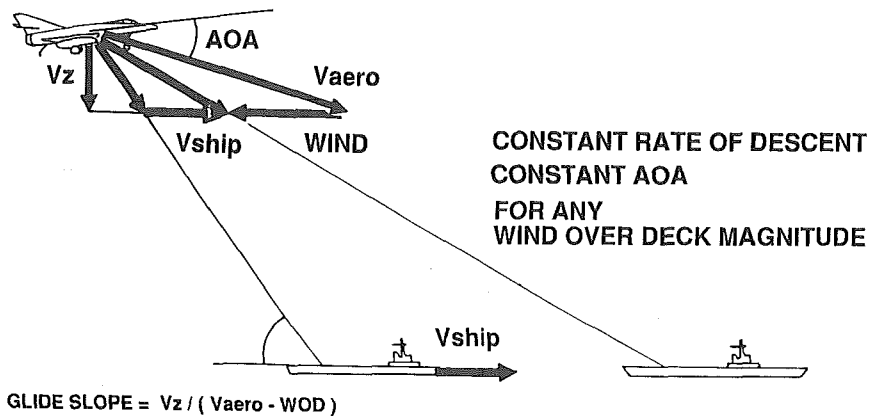 AOA
Vz
Vaero
Vship
WIND
CONSTANT RATE OF DESCENT
CONSTANT AOA
FOR ANY
WIND OVER DECK MAGNITUDE
Vship
GLIDE SLOPE = Vz / ( Vaero - WOD )